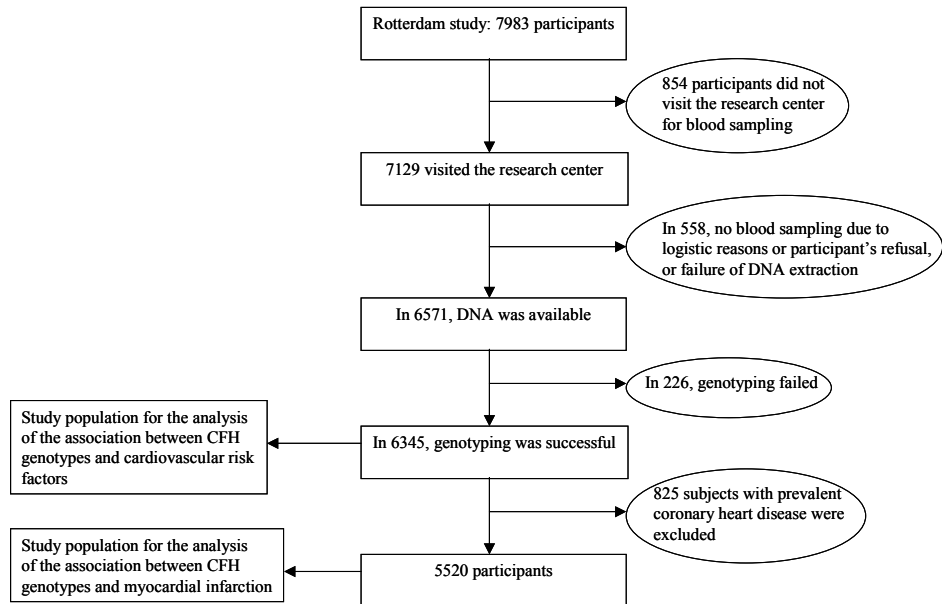 Rotterdam study: 7983 participants
854 participants did not
visit the research center
for blood sampling
7129 visited the research center
In 558, no blood sampling due to
logistic reasons or participant's refusal,
or failure of DNA extraction
In 6571, DNA was available
In 226, genotyping failed
Study population for the analysis
of the association between CFH
genotypes and cardiovascular risk
factors
In 6345, genotyping was successful
825 subjects with prevalent
coronary heart disease were
excluded
Study population for the analysis
of the association between CFH
genotypes and myocardial infarction
5520 participants